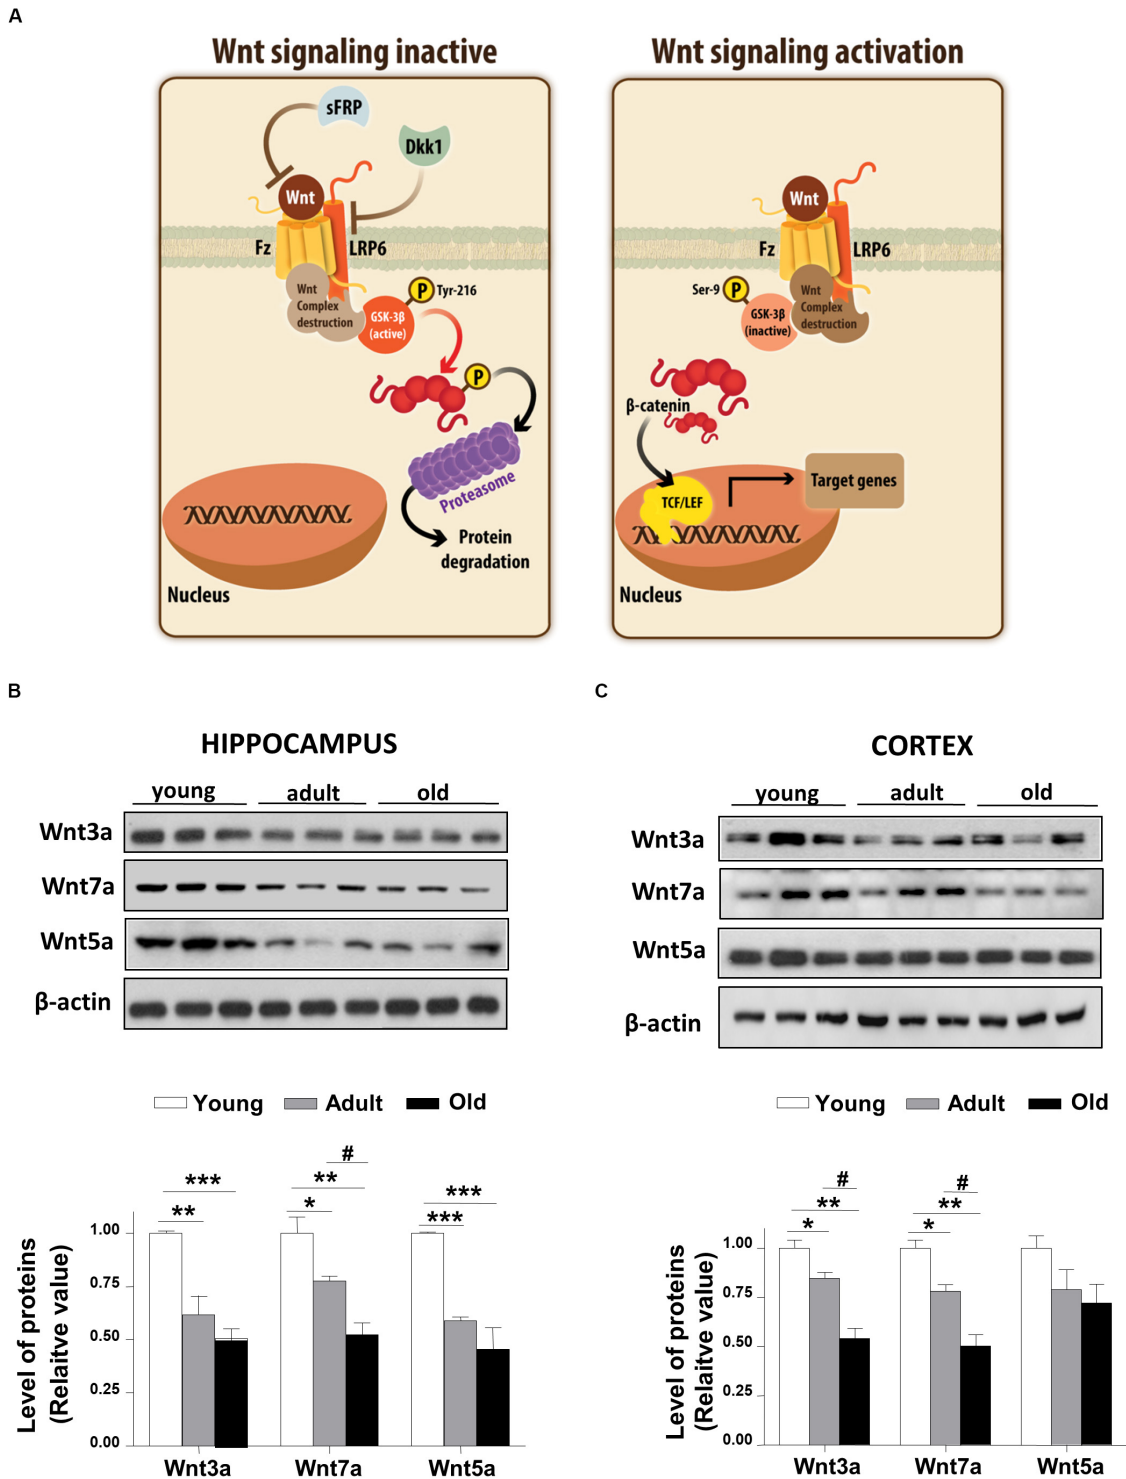 A
Wnt signaling inactive
sFRP
Dkk1
Wnt
Fz
LRP6
Wnt
Complex
destruction
GSK-3β
(active)
P
Tyr-216
P
Proteasome
Protein
degradation
Nucleus
Wnt signaling activation
Wnt
Fz
LRP6
Ser-9
P
GSK-3β
(inactive)
Wnt
Complex
destruction
β-catenin
TCF/LEF
Target genes
Nucleus
B
HIPPOCAMPUS
young adult old
Wnt3a
Wnt7a
Wnt5a
β-actin
Young Adult Old
Level of proteins
(Relaitve value)
1.00
0.75
0.50
0.25
0.00
***
**
#
**
*
***
***
Wnt3a Wnt7a Wnt5a
C
CORTEX
young adult old
Wnt3a
Wnt7a
Wnt5a
β-actin
Young Adult Old
Level of proteins
(Relaitve value)
1.00
0.75
0.50
0.25
0.00
#
**
*
#
**
*
Wnt3a Wnt7a Wnt5a